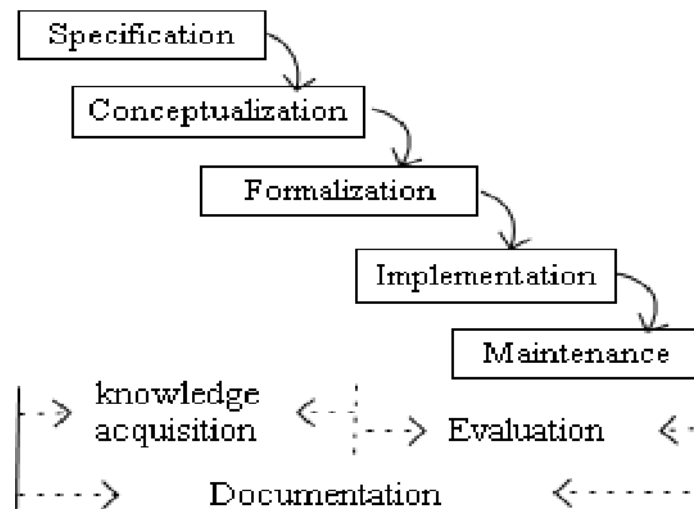 Specification
Conceptualization
Formalization
Implementation
Maintenance
knowledge
acquisition
Evaluation
Documentation